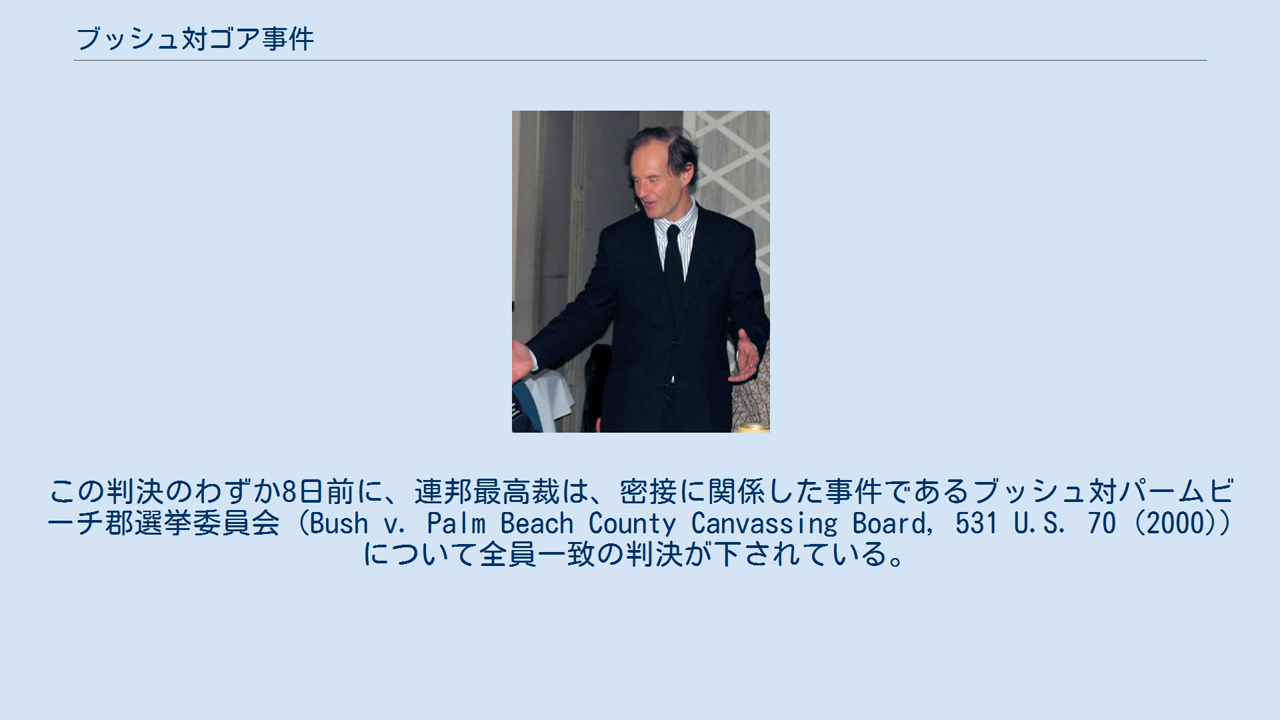 ブッシュ対ゴア事件
この判決のわずか8日前に、連邦最高裁は、密接に関係した事件であるブッシュ対パームビ
ーチ郡選挙委員会（Bush v. Palm Beach County Canvassing Board, 531 U.S. 70 (2000)）
について全員一致の判決が下されている。